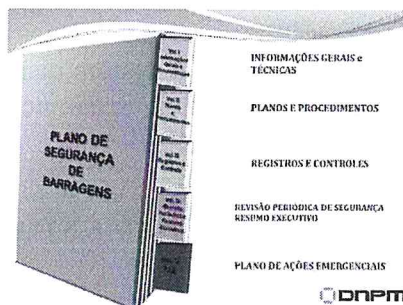 PLANO DE
SEGURANÇA
DE
BARRAGENS
INFORMAÇÕES GERAIS e
TÉCNICAS
PLANOS E PROCEDIMENTOS
REGISTROS E CONTROLES
REVISÃO PERIÓDICA DE SEGURANÇA
RESUMO EXECUTIVO
PLANO DE AÇÕES EMERGENCIAIS
DNPM